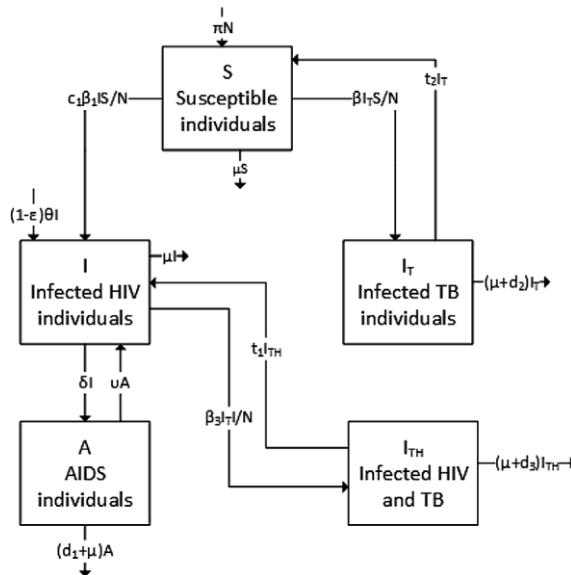 πN
S
Susceptible
individuals
c₁β₁IS/N
βI_TS/N
t₂I_T
μS
(1-ε)θI
I
Infected HIV
individuals
μI
I_T
Infected TB
individuals
(μ+d₂)I_T
t₁I_TH
δI
υA
β₃I_TI/N
A
AIDS
individuals
I_TH
Infected HIV
and TB
(μ+d₃)I_TH
(d₁+μ)A